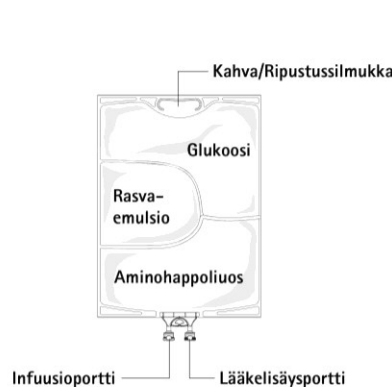 Kahva/Ripustussilmukka
Glukoosi
Rasva-
emulsio
Aminohappoliuos
Infuusioportti
Lääkelisäysportti